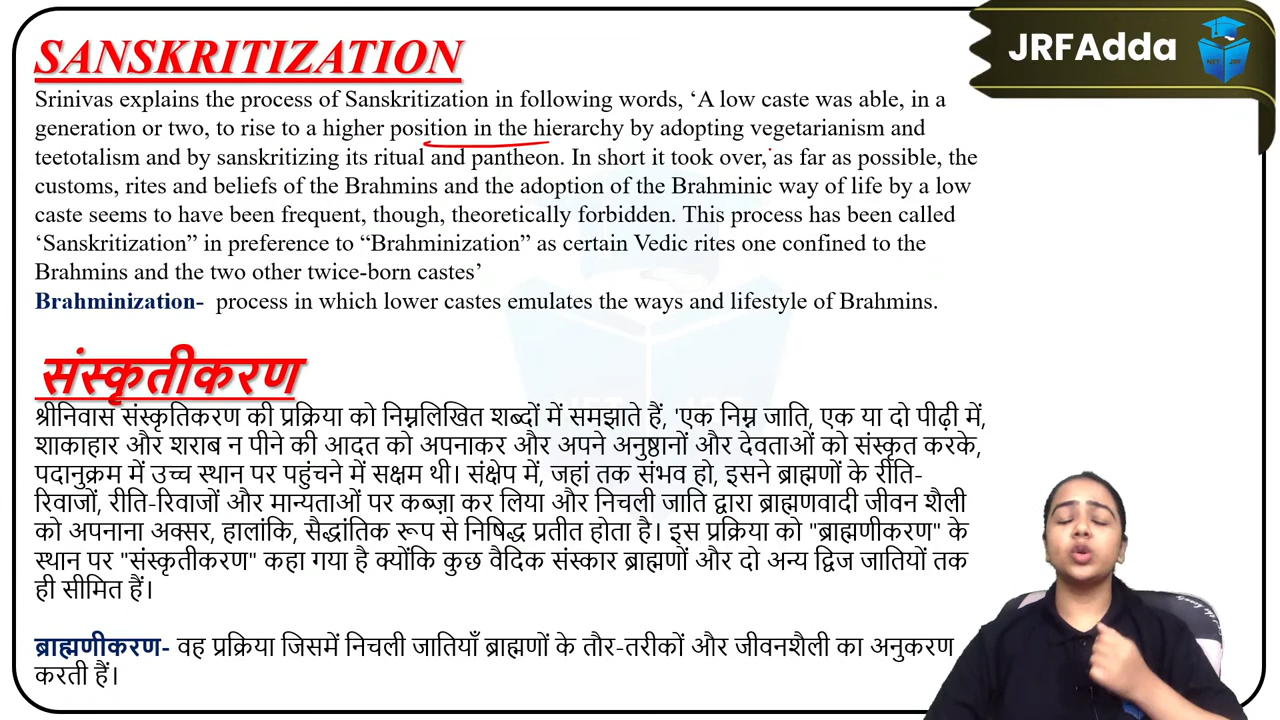 SANSKRITIZATION
JRFAdda
NET JRF
Srinivas explains the process of Sanskritization in following words, ‘A low caste was able, in a
generation or two, to rise to a higher position in the hierarchy by adopting vegetarianism and
teetotalism and by sanskritizing its ritual and pantheon. In short it took over, as far as possible, the
customs, rites and beliefs of the Brahmins and the adoption of the Brahminic way of life by a low
caste seems to have been frequent, though, theoretically forbidden. This process has been called
‘Sanskritization” in preference to “Brahminization” as certain Vedic rites one confined to the
Brahmins and the two other twice-born castes’
Brahminization- process in which lower castes emulates the ways and lifestyle of Brahmins.
संस्कृतीकरण
श्रीनिवास संस्कृतिकरण की प्रक्रिया को निम्नलिखित शब्दों में समझाते हैं, 'एक निम्न जाति, एक या दो पीढ़ी में,
शाकाहार और शराब न पीने की आदत को अपनाकर और अपने अनुष्ठानों और देवताओं को संस्कृत करके,
पदानुक्रम में उच्च स्थान पर पहुंचने में सक्षम थी। संक्षेप में, जहां तक संभव हो, इसने ब्राह्मणों के रीति-
रिवाजों, रीति-रिवाजों और मान्यताओं पर कब्ज़ा कर लिया और निचली जाति द्वारा ब्राह्मणवादी जीवन शैली
को अपनाना अक्सर, हालांकि, सैद्धांतिक रूप से निषिद्ध प्रतीत होता है। इस प्रक्रिया को "ब्राह्मणीकरण" के
स्थान पर "संस्कृतीकरण" कहा गया है क्योंकि कुछ वैदिक संस्कार ब्राह्मणों और दो अन्य द्विज जातियों तक
ही सीमित हैं।
ब्राह्मणीकरण- वह प्रक्रिया जिसमें निचली जातियाँ ब्राह्मणों के तौर-तरीकों और जीवनशैली का अनुकरण
करती हैं।